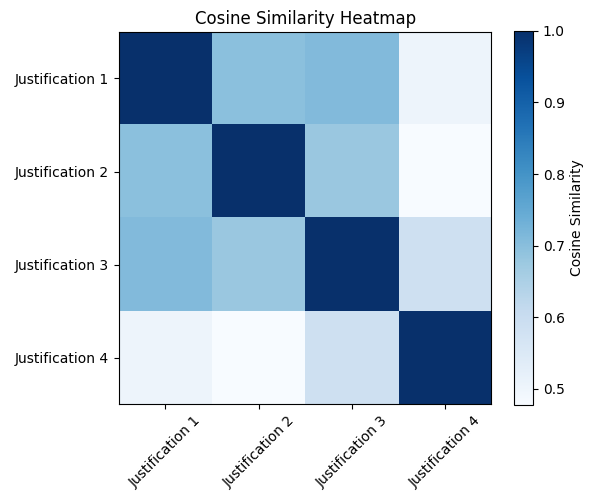 Cosine Similarity Heatmap
Justification 1
Justification 2
Justification 3
Justification 4
Justification 1
Justification 2
Justification 3
Justification 4
1.0
0.9
0.8
0.7
0.6
0.5
Cosine Similarity